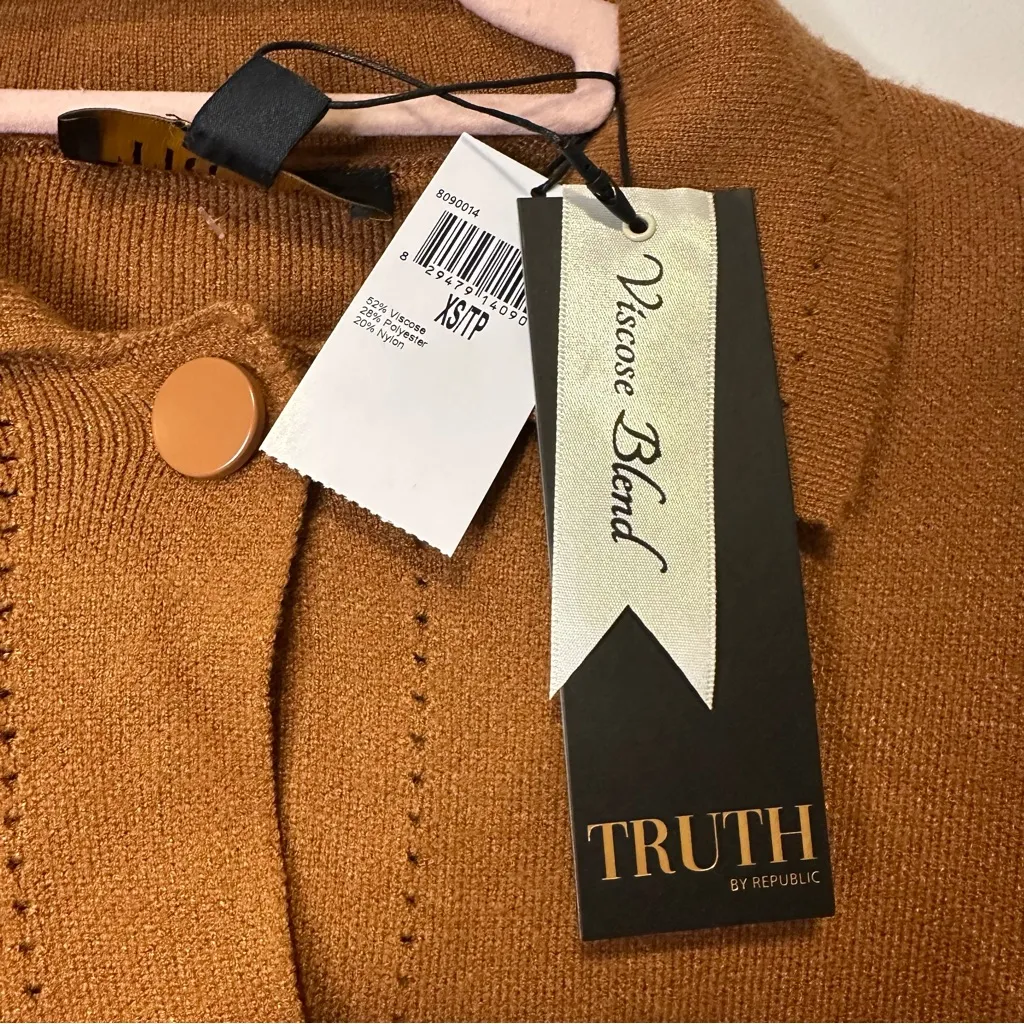 8090014
8 29479 14090
XS/TP
52% Viscose
28% Polyester
20% Nylon
Viscose Blend
TRUTH
BY REPUBLIC